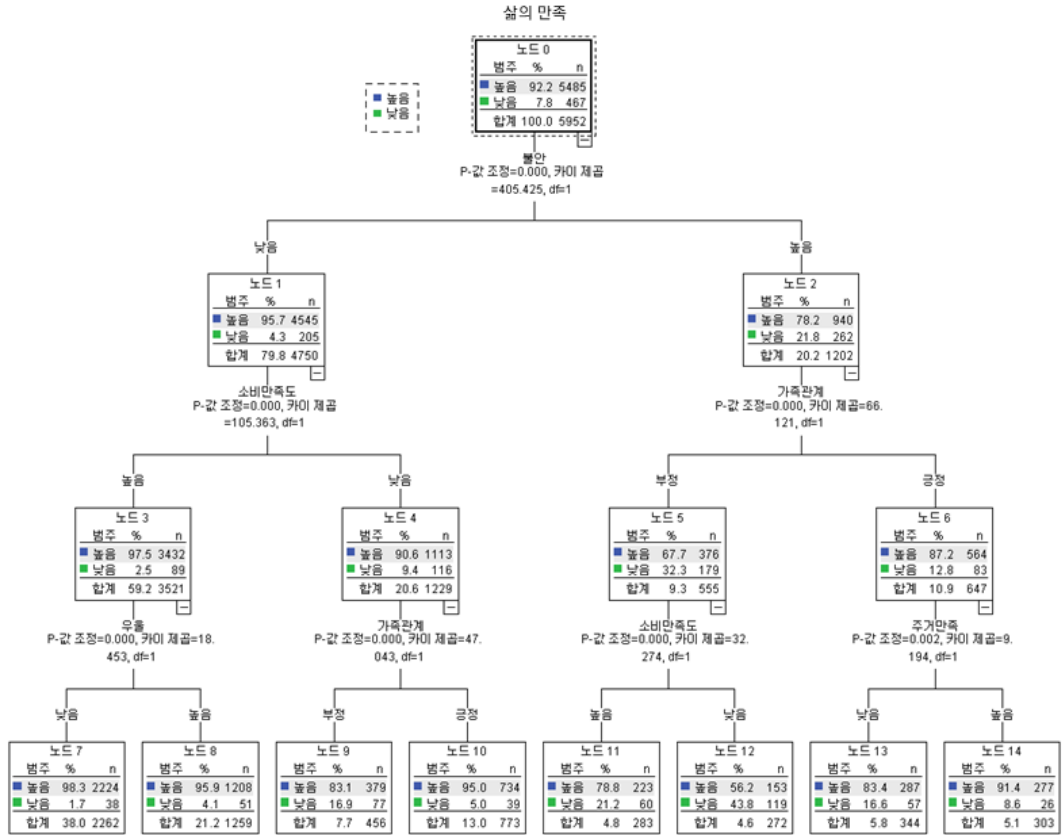 삶의 만족
노드 0
범주 % n
높음 92.2 5485
낮음 7.8 467
합계 100.0 5952
높음
낮음
불안
P-값 조정=0.000, 카이 제곱
=405.425, df=1
낮음
높음
노드 1
범주 % n
높음 95.7 4545
낮음 4.3 205
합계 79.8 4750
노드 2
범주 % n
높음 78.2 940
낮음 21.8 262
합계 20.2 1202
소비만족도
P-값 조정=0.000, 카이 제곱
=105.363, df=1
가족관계
P-값 조정=0.000, 카이 제곱=66.
121, df=1
높음
낮음
부정
긍정
노드 3
범주 % n
높음 97.5 3432
낮음 2.5 89
합계 59.2 3521
노드 4
범주 % n
높음 90.6 1113
낮음 9.4 116
합계 20.6 1229
노드 5
범주 % n
높음 67.7 376
낮음 32.3 179
합계 9.3 555
노드 6
범주 % n
높음 87.2 564
낮음 12.8 83
합계 10.9 647
우울
P-값 조정=0.000, 카이 제곱=18.
453, df=1
가족관계
P-값 조정=0.000, 카이 제곱=47.
043, df=1
소비만족도
P-값 조정=0.000, 카이 제곱=32.
274, df=1
주거만족
P-값 조정=0.002, 카이 제곱=9.
194, df=1
낮음
높음
부정
긍정
높음
낮음
낮음
높음
노드 7
범주 % n
높음 98.3 2224
낮음 1.7 38
합계 38.0 2262
노드 8
범주 % n
높음 95.9 1208
낮음 4.1 51
합계 21.2 1259
노드 9
범주 % n
높음 83.1 379
낮음 16.9 77
합계 7.7 456
노드 10
범주 % n
높음 95.0 734
낮음 5.0 39
합계 13.0 773
노드 11
범주 % n
높음 78.8 223
낮음 21.2 60
합계 4.8 283
노드 12
범주 % n
높음 56.2 153
낮음 43.8 119
합계 4.6 272
노드 13
범주 % n
높음 83.4 287
낮음 16.6 57
합계 5.8 344
노드 14
범주 % n
높음 91.4 277
낮음 8.6 26
합계 5.1 303